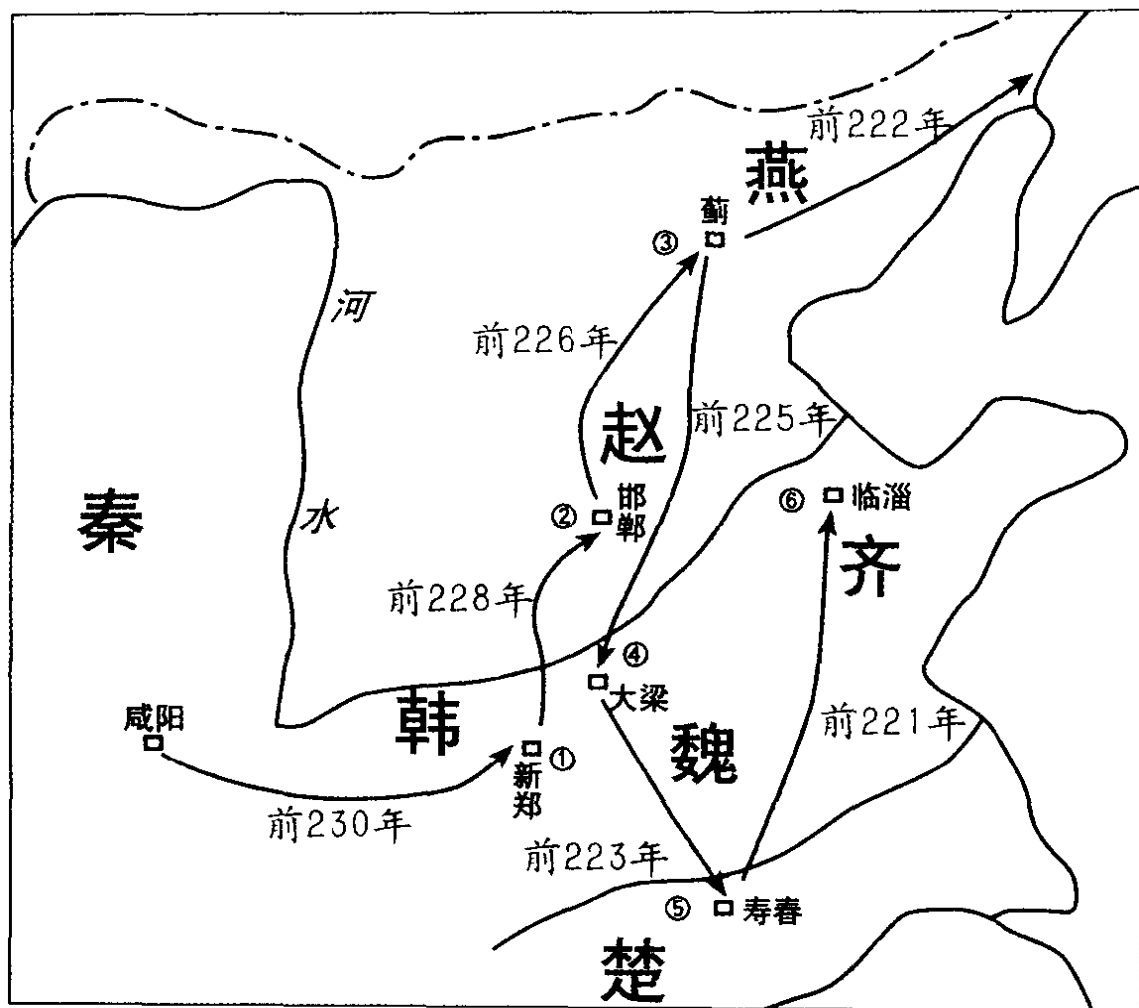 前222年
燕
蓟
③
河
前226年
赵
前225年
秦
水
②
邯郸
⑥
临淄
齐
前228年
④
大梁
韩
咸阳
魏
前221年
①
新郑
前230年
前223年
⑤
寿春
楚